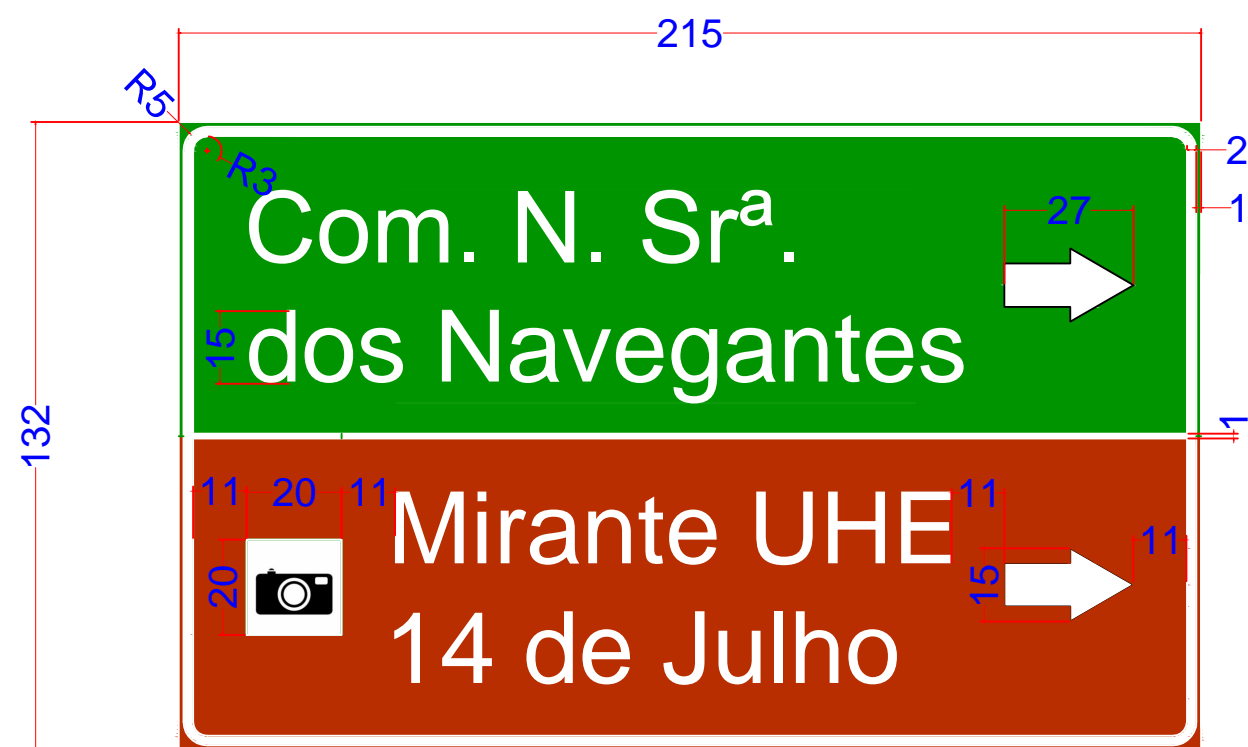 215
R5
R3
2
1
Com. N. Srª.
27
15
dos Navegantes
132
1
11 20 11
Mirante UHE
11
11
20
15
14 de Julho